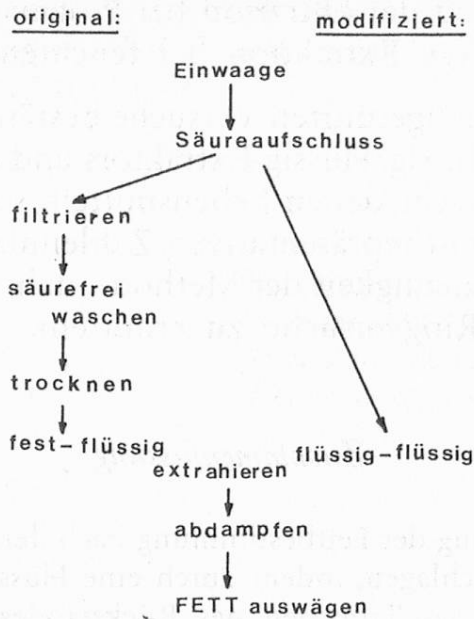 original: modifiziert:
Einwaage
Säureaufschluss
filtrieren
säurefrei
waschen
trocknen
fest-flüssig flüssig-flüssig
extrahieren
abdampfen
FETT auswägen